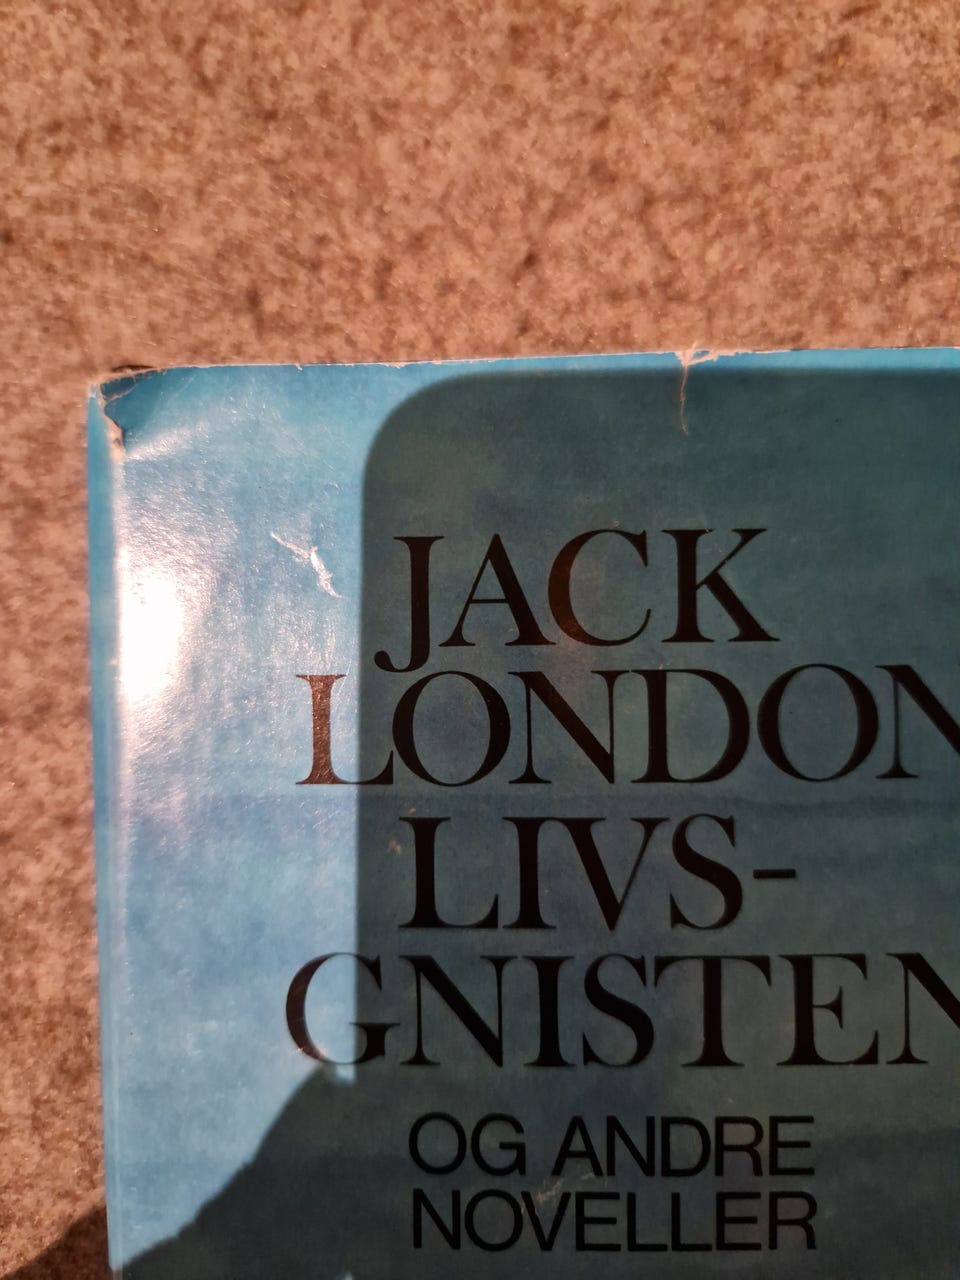 JACK
LONDON
LIVS-
GNISTEN
OG ANDRE
NOVELLER